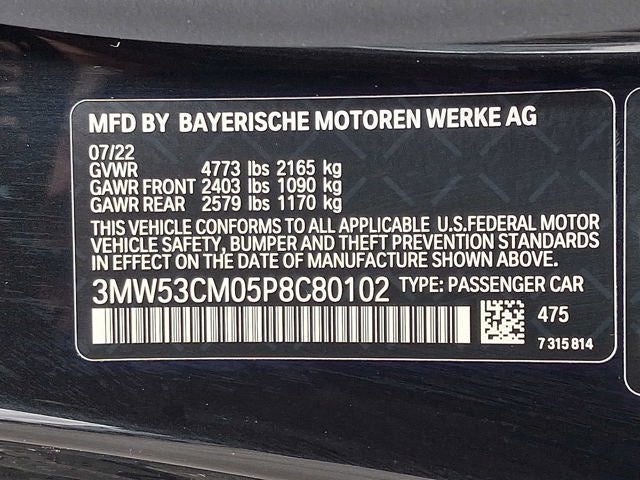 MFD BY BAYERISCHE MOTOREN WERKE AG
07/22
GVWR 4773 lbs 2165 kg
GAWR FRONT 2403 lbs 1090 kg
GAWR REAR 2579 lbs 1170 kg
THIS VEHICLE CONFORMS TO ALL APPLICABLE U.S.FEDERAL MOTOR
VEHICLE SAFETY, BUMPER AND THEFT PREVENTION STANDARDS
IN EFFECT ON THE DATE OF MANUFACTURE SHOWN ABOVE.
3MW53CM05P8C80102 TYPE: PASSENGER CAR
475
7 315 814